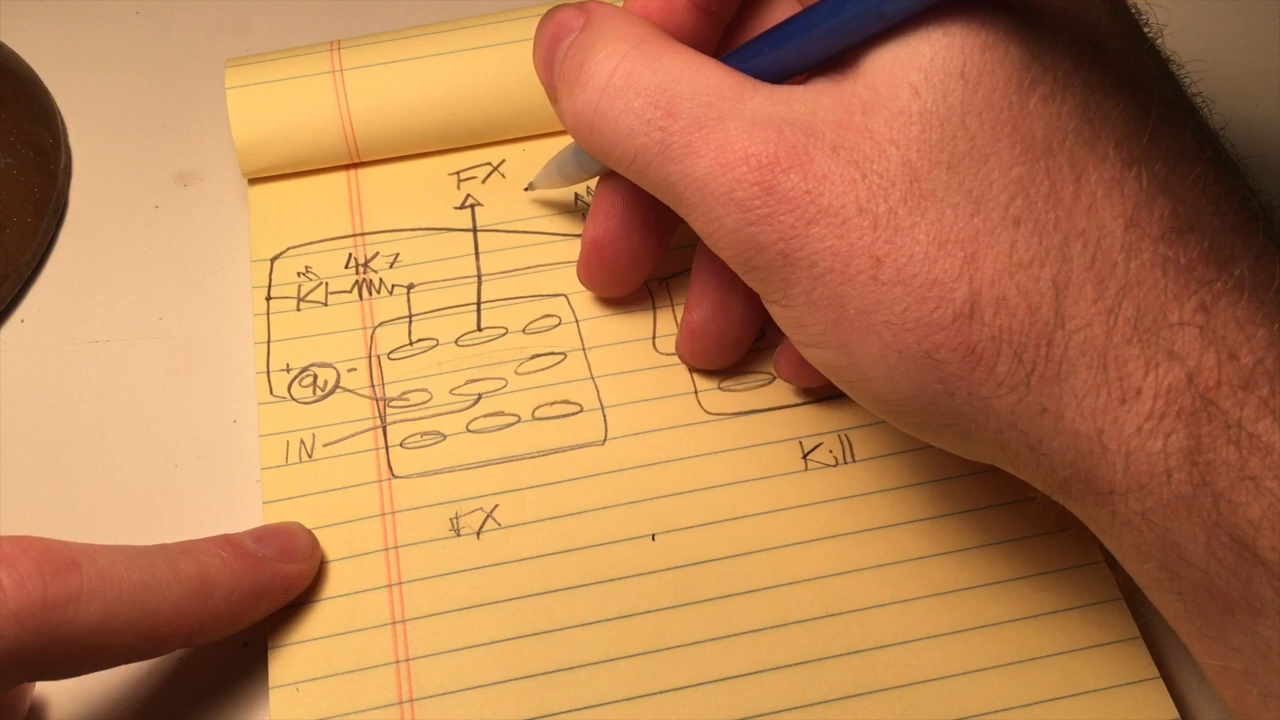 FX
4K7
+ 9V -
IN
Kill
FX